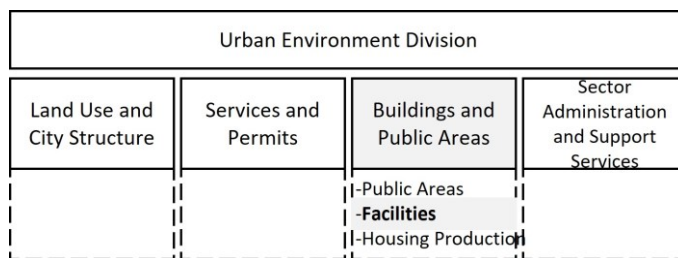 Urban Environment Division
Land Use and
City Structure
Services and
Permits
Buildings and
Public Areas
Sector
Administration
and Support
Services
-Public Areas
-Facilities
-Housing Production